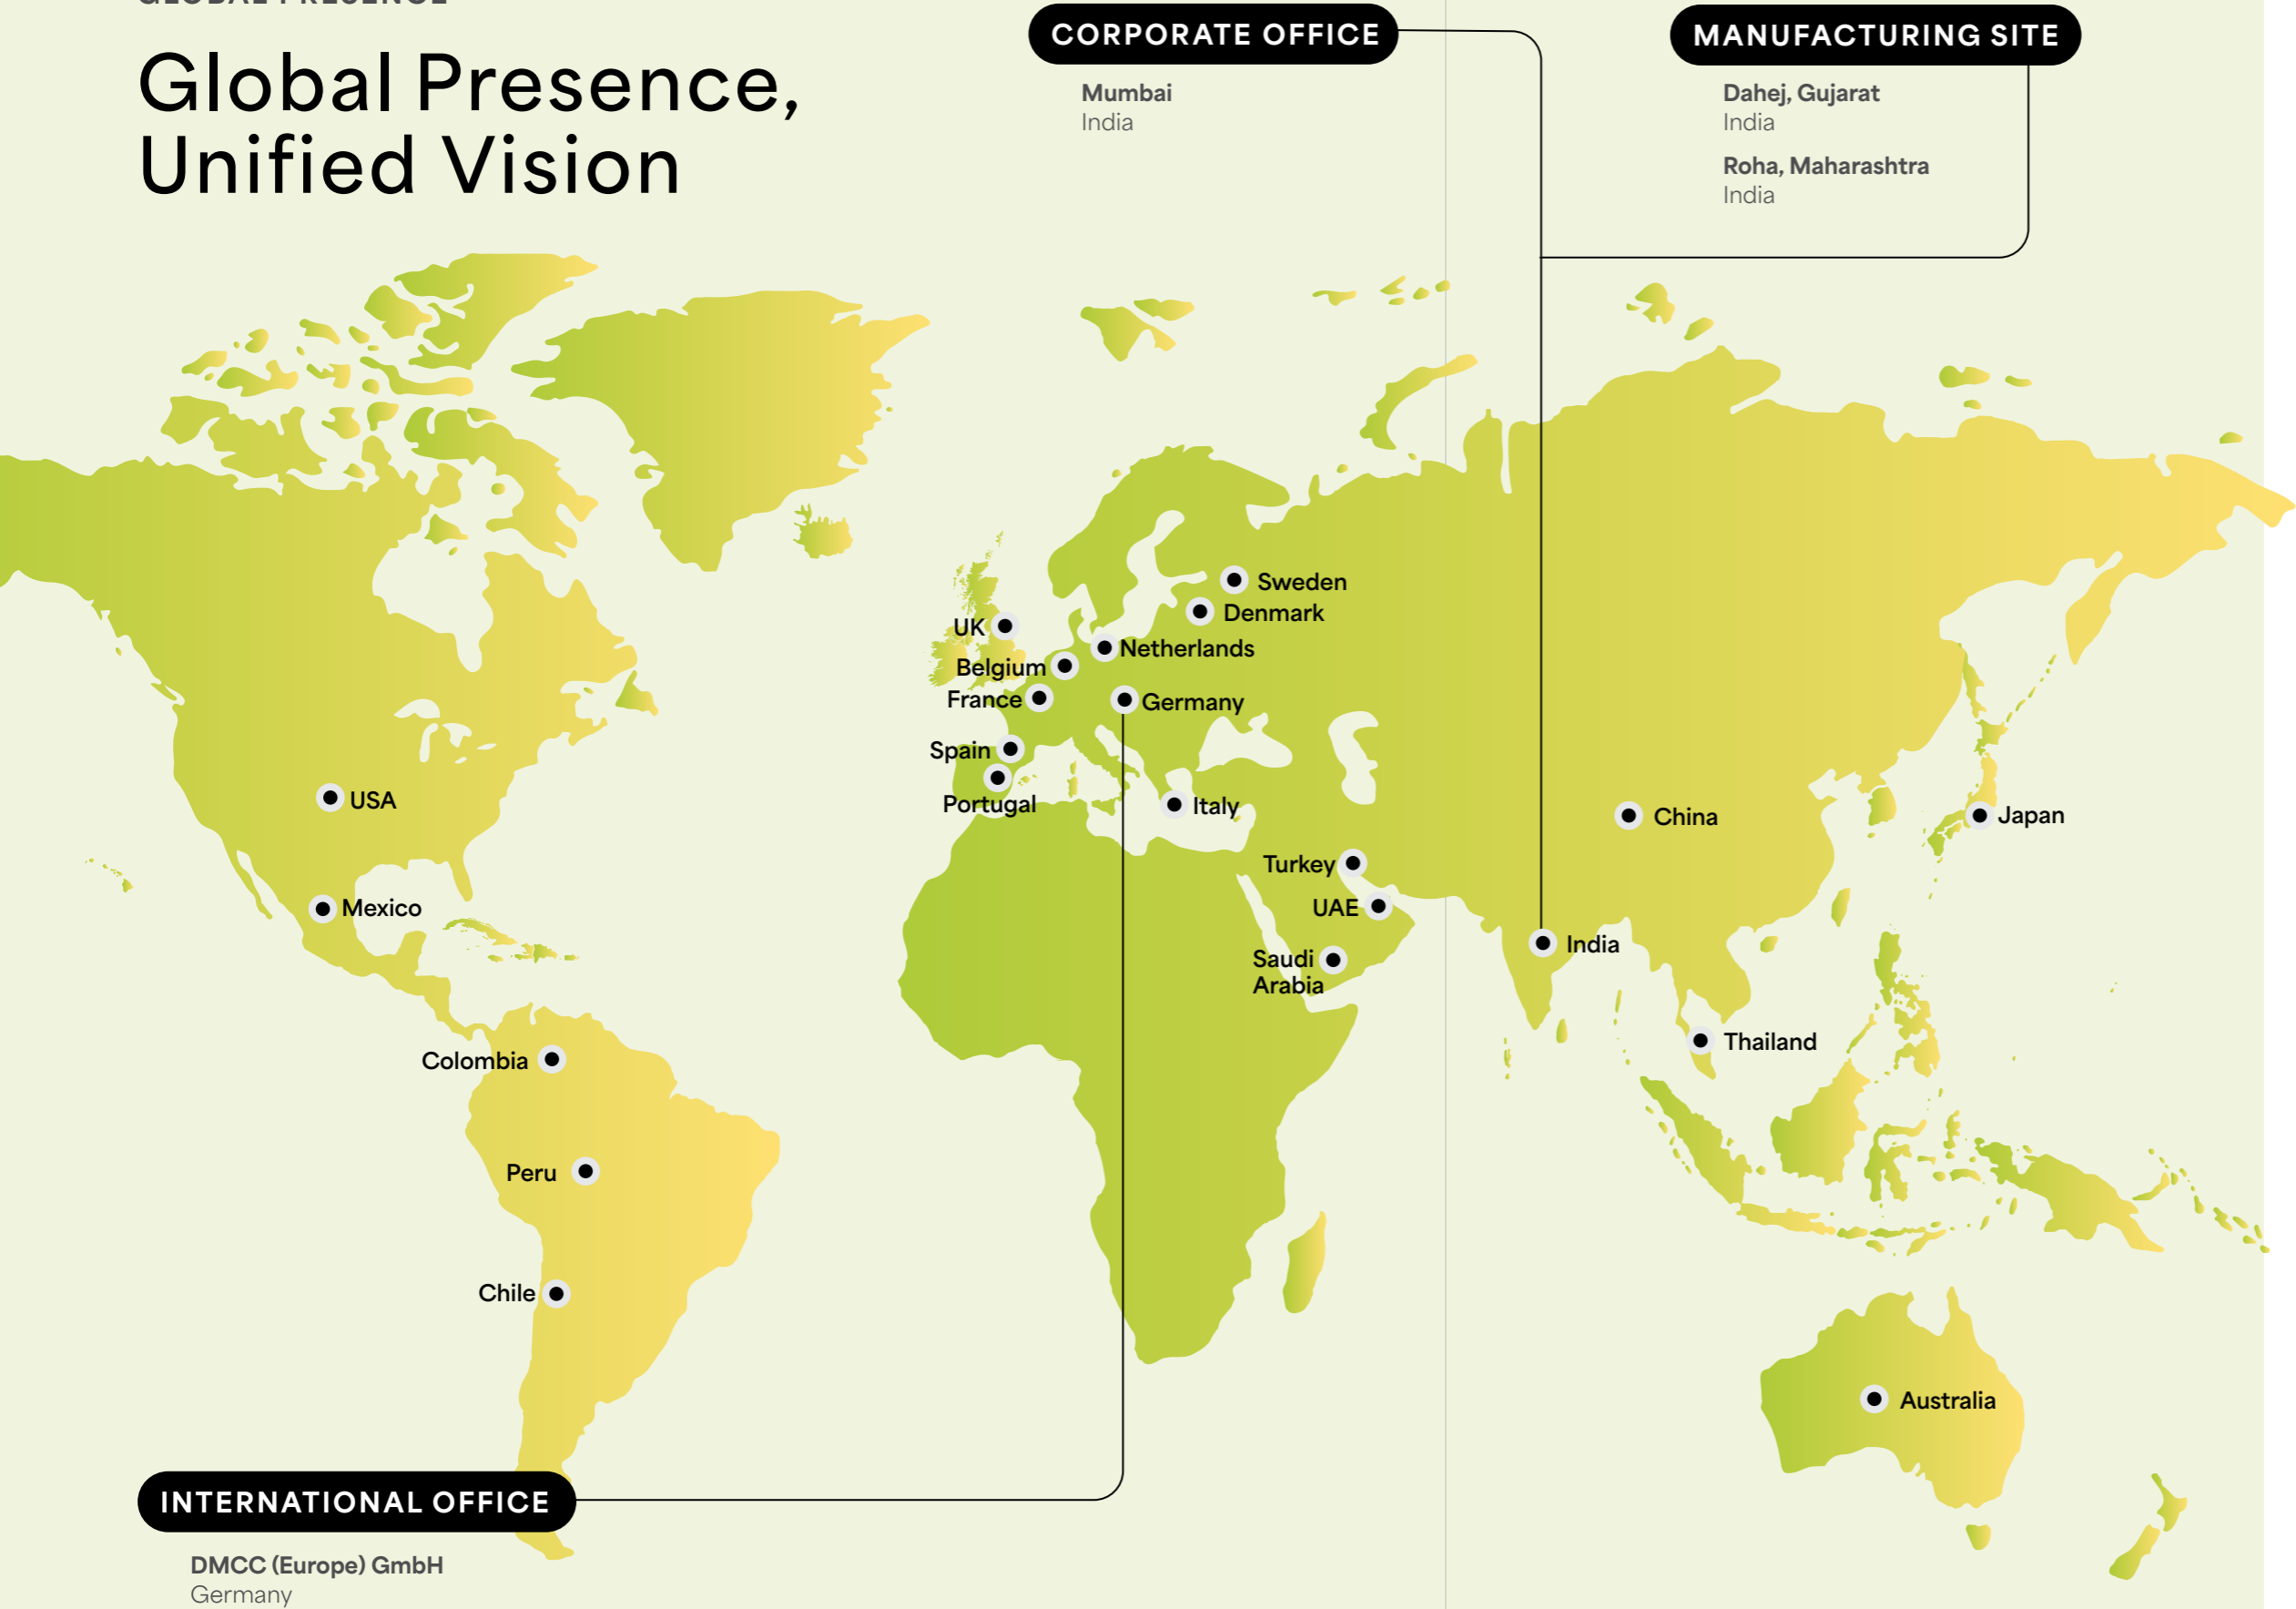 GLOBAL PRESENCE
Global Presence,
Unified Vision
CORPORATE OFFICE
Mumbai
India
MANUFACTURING SITE
Dahej, Gujarat
India
Roha, Maharashtra
India
Sweden
Denmark
UK
Netherlands
Belgium
France
Germany
Spain
Portugal
Italy
USA
China
Japan
Turkey
Mexico
UAE
India
Saudi
Arabia
Thailand
Colombia
Peru
Chile
Australia
INTERNATIONAL OFFICE
DMCC (Europe) GmbH
Germany